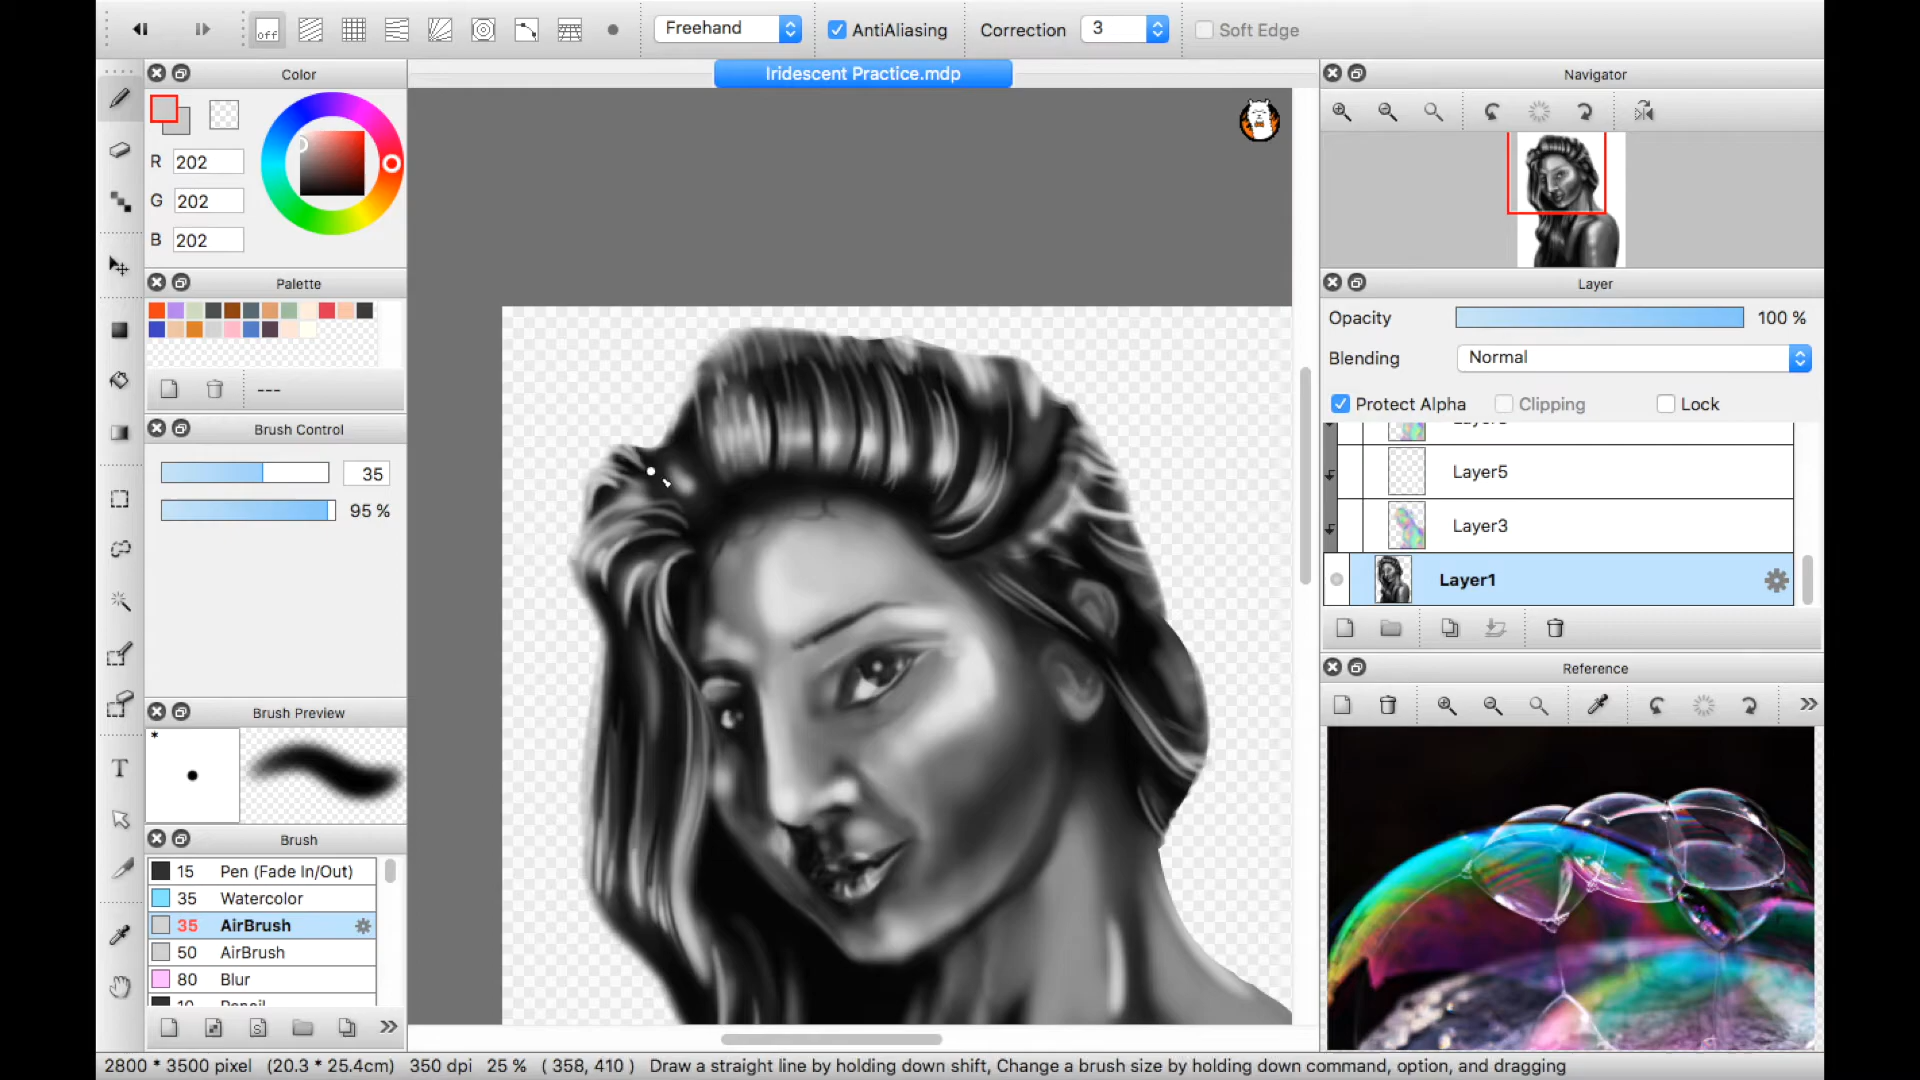 off
Freehand
AntiAliasing
Correction
3
Soft Edge
Color
Iridescent Practice.mdp
Navigator
R 202
G 202
B 202
Palette
---
Brush Control
35
95 %
Layer
Opacity
100 %
Blending
Normal
Protect Alpha
Clipping
Lock
Layer5
Layer3
Layer1
Brush Preview
*
Reference
Brush
15 Pen (Fade In/Out)
35 Watercolor
35 AirBrush
50 AirBrush
80 Blur
10 Pencil
2800 * 3500 pixel (20.3 * 25.4cm) 350 dpi 25 % ( 358, 410 ) Draw a straight line by holding down shift, Change a brush size by holding down command, option, and dragging